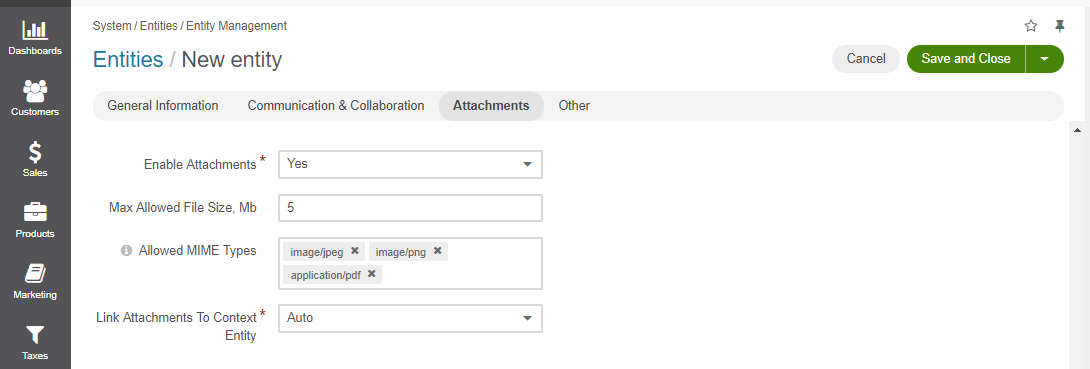 Dashboards
Customers
Sales
Products
Marketing
Taxes
System / Entities / Entity Management
Entities / New entity
Cancel
Save and Close
General Information
Communication & Collaboration
Attachments
Other
Enable Attachments *
Yes
Max Allowed File Size, Mb
5
Allowed MIME Types
image/jpeg ✖ image/png ✖
application/pdf ✖
Link Attachments To Context *
Entity
Auto